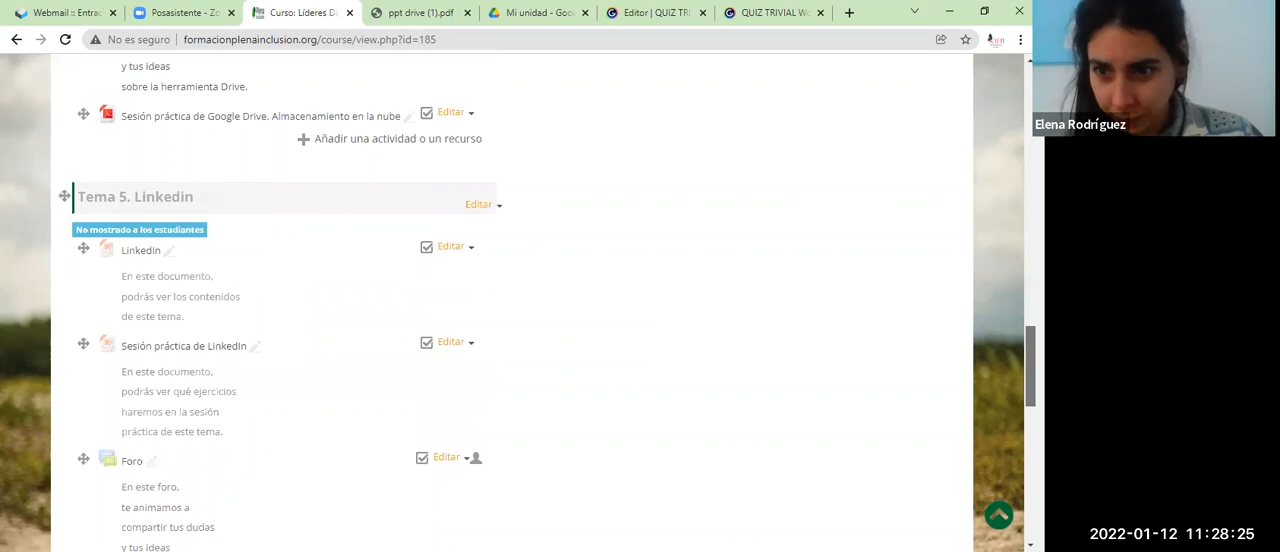 Webmail :: Entra
Posasistente - Zo
Curso: Líderes Di
ppt drive (1).pdf
Mi unidad - Goo
Editor | QUIZ TRI
QUIZ TRIVIAL Wo
No es seguro
formacionplenainclusion.org/course/view.php?id=185
y tus ideas
sobre la herramienta Drive.
Sesión práctica de Google Drive. Almacenamiento en la nube
Editar
Añadir una actividad o un recurso
Tema 5. Linkedin
Editar
No mostrado a los estudiantes
LinkedIn
Editar
En este documento,
podrás ver los contenidos
de este tema.
Sesión práctica de LinkedIn
Editar
En este documento,
podrás ver qué ejercicios
haremos en la sesión
práctica de este tema.
Foro
Editar
En este foro,
te animamos a
compartir tus dudas
y tus ideas
Elena Rodríguez
2022-01-12 11:28:25